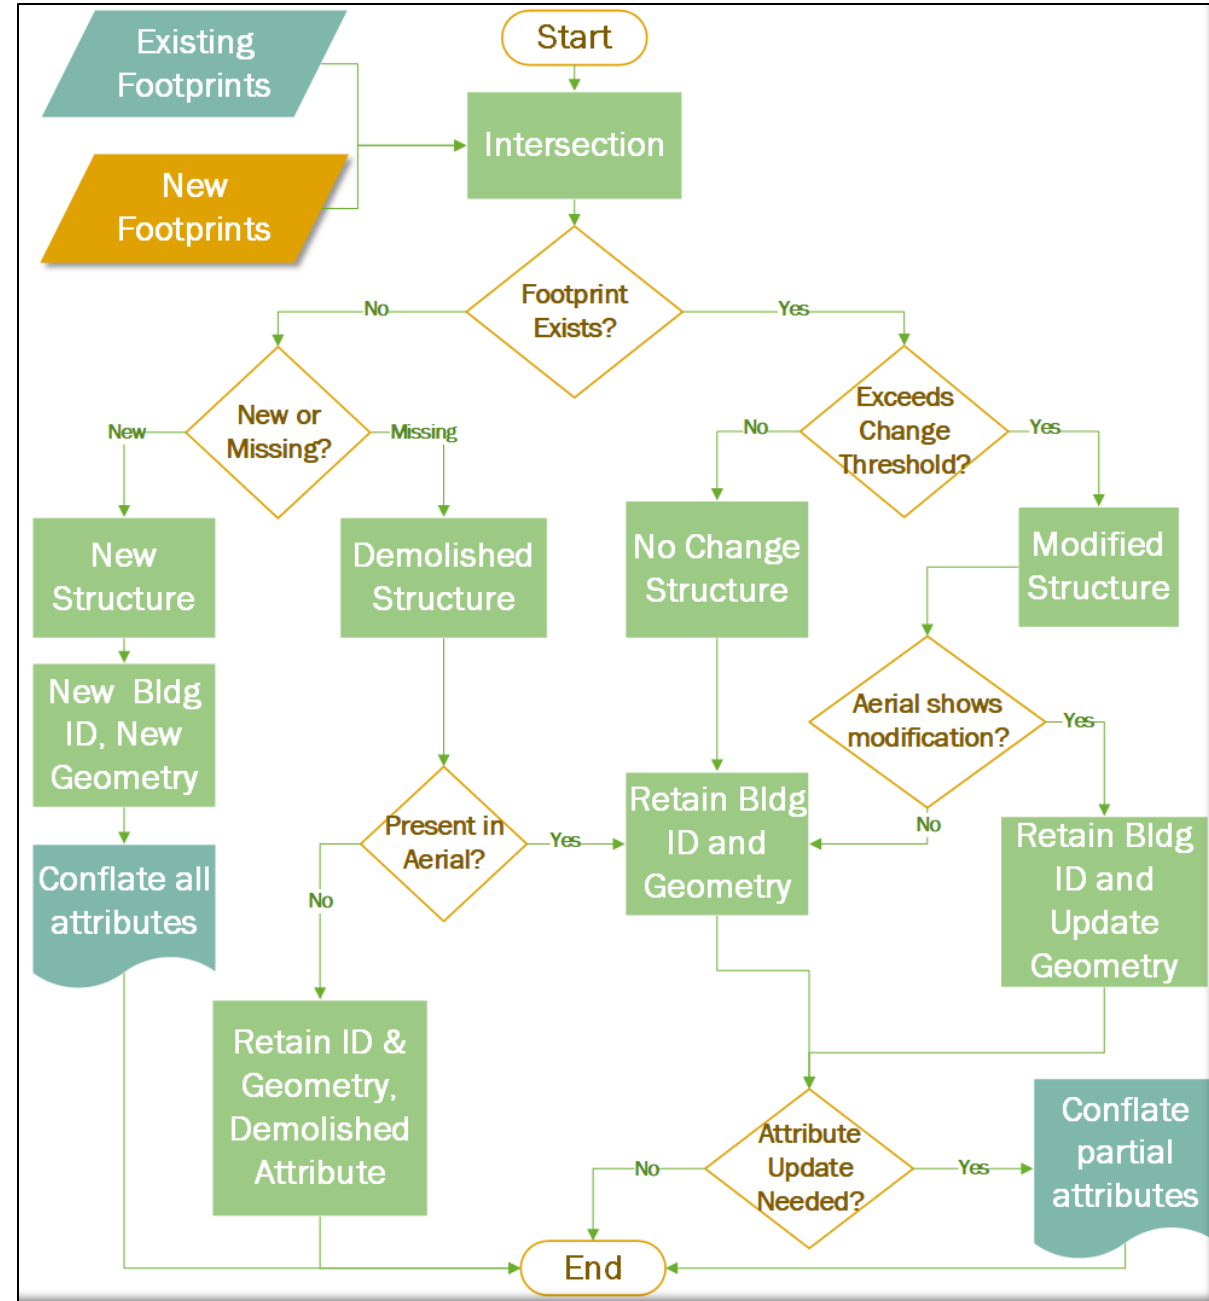 Existing
Footprints
Start
Intersection
New
Footprints
Footprint
Exists?
No
Yes
New or
Missing?
New
Missing
Exceeds
Change
Threshold?
No
Yes
New
Structure
Demolished
Structure
No Change
Structure
Modified
Structure
New Bldg
ID, New
Geometry
Aerial shows
modification?
Yes
No
Present in
Aerial?
Yes
No
Retain Bldg
ID and
Geometry
Retain Bldg
ID and
Update
Geometry
Conflate all
attributes
Retain ID &
Geometry,
Demolished
Attribute
Attribute
Update
Needed?
No
Yes
Conflate
partial
attributes
End